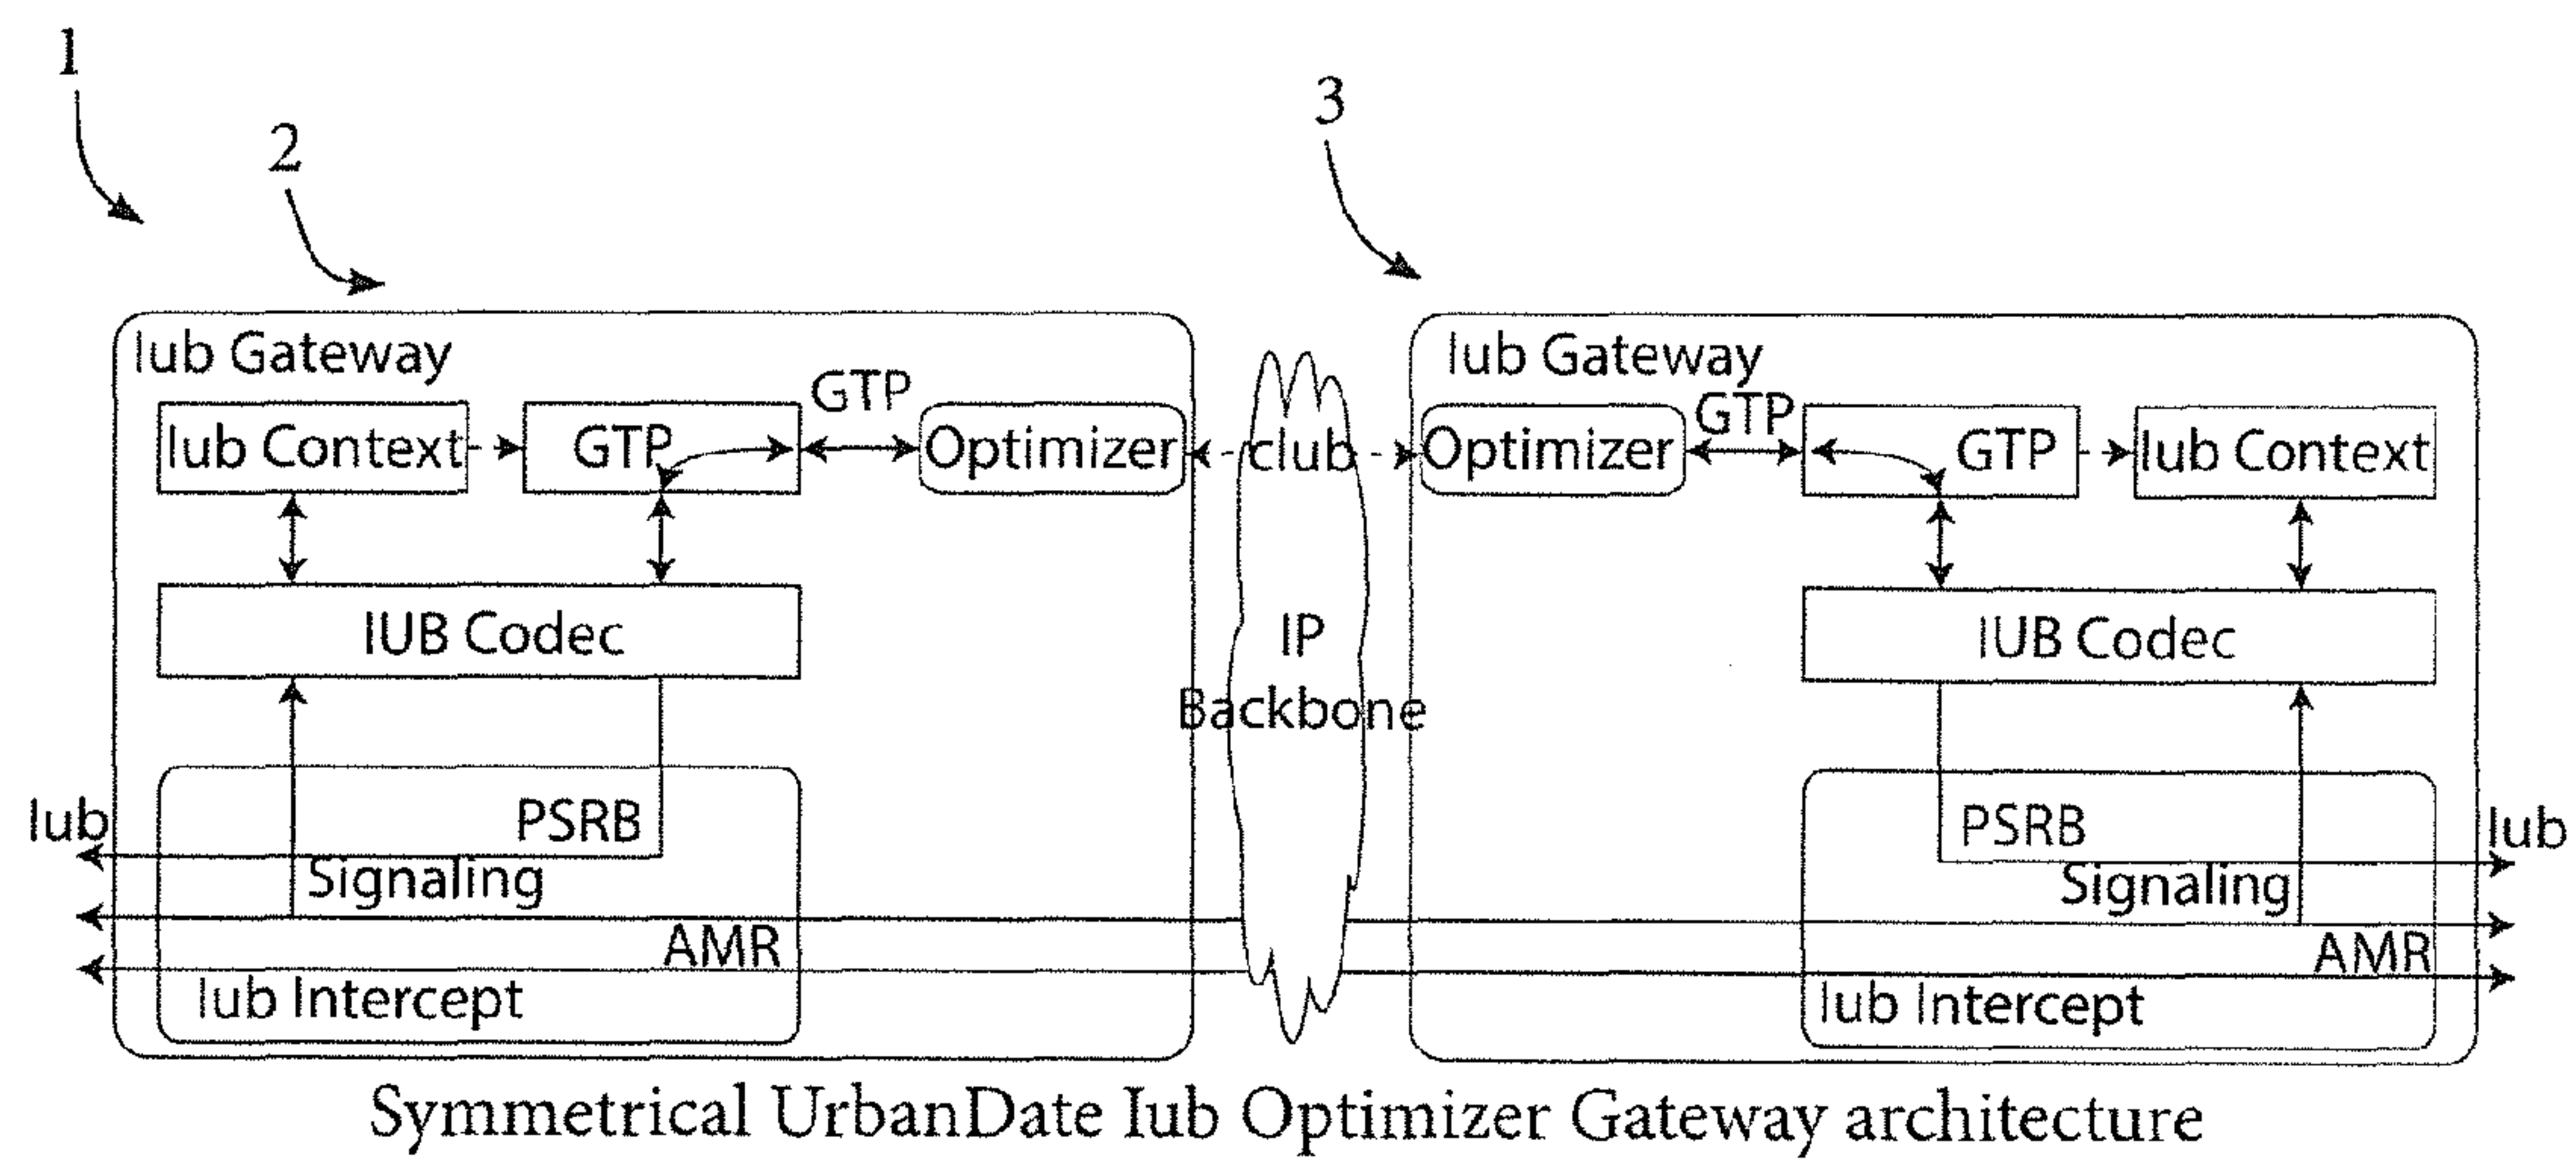 1
2
3
Iub Gateway
Iub Context
GTP
GTP
Optimizer
IUB Codec
Iub
PSRB
Signaling
AMR
Iub Intercept
club
IP
Backbone
Iub Gateway
Optimizer
GTP
GTP
Iub Context
IUB Codec
PSRB
Iub
Signaling
AMR
Iub Intercept
Symmetrical UrbanDate Iub Optimizer Gateway architecture